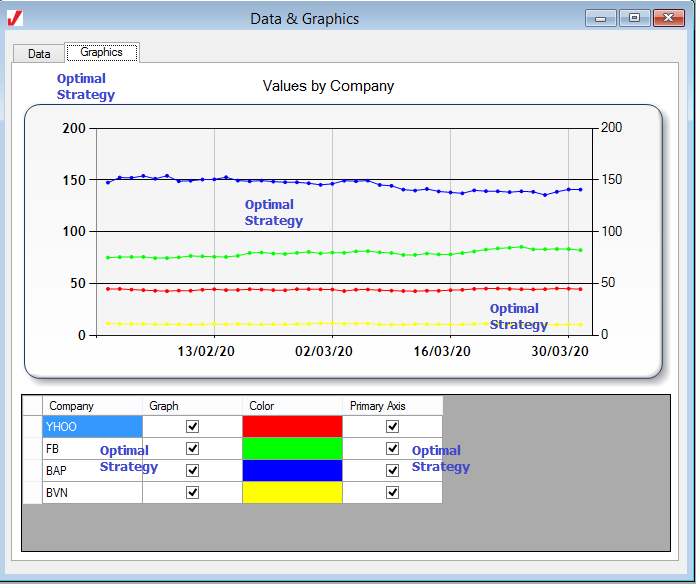 Data & Graphics
Data
Graphics
Optimal
Strategy
Values by Company
200
200
150
150
Optimal
Strategy
100
100
50
50
Optimal
Strategy
0
0
13/02/20
02/03/20
16/03/20
30/03/20
Company Graph Color Primary Axis
YHOO
FB
Optimal
Strategy
Optimal
Strategy
BAP
BVN